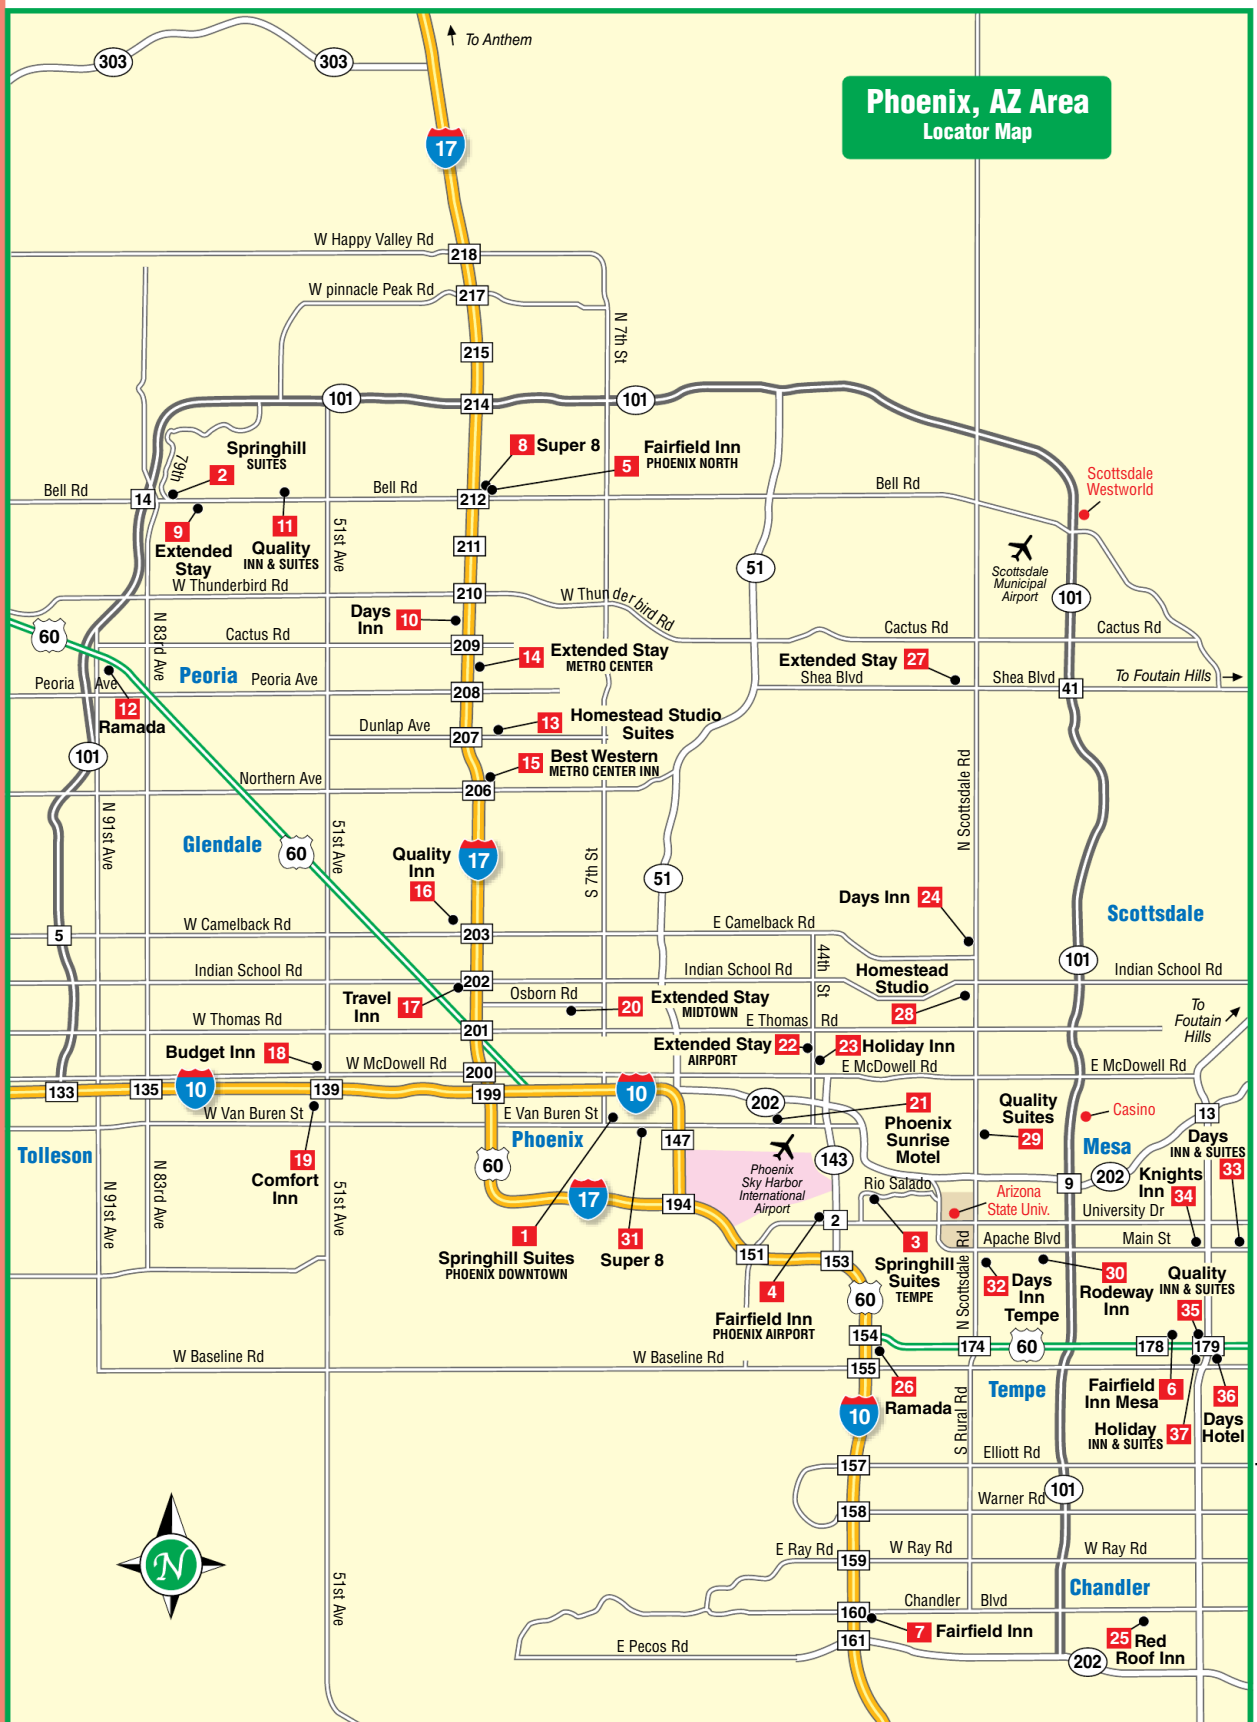 To Anthem
303
303
Phoenix, AZ Area
Locator Map
17
W Happy Valley Rd
218
W pinnacle Peak Rd
217
N 7th St
215
101
214
101
Springhill
SUITES
2
79th
8 Super 8
Fairfield Inn
PHOENIX NORTH
5
Scottsdale
Westworld
Bell Rd
14
Bell Rd
212
Bell Rd
9
Extended
Stay
11
Quality
INN & SUITES
51st Ave
211
51
Scottsdale
Municipal
Airport
101
W Thunderbird Rd
210
W Thunderbird Rd
60
N 83rd Ave
Days
Inn
10
Cactus Rd
209
Cactus Rd
Cactus Rd
14 Extended Stay
METRO CENTER
Extended Stay 27
Shea Blvd
Shea Blvd
41
To Foutain Hills
Peoria
Peoria Ave
Peoria Ave
208
12
Ramada
13 Homestead Studio
Suites
Dunlap Ave
207
101
15 Best Western
METRO CENTER INN
Northern Ave
206
N Scottsdale Rd
N 91st Ave
Glendale
60
51st Ave
17
S 7th St
51
Quality
Inn
16
Days Inn 24
Scottsdale
5
W Camelback Rd
203
E Camelback Rd
44th St
101
Indian School Rd
202
Indian School Rd
Homestead
Studio
28
Indian School Rd
Travel
Inn
17
Osborn Rd
20 Extended Stay
MIDTOWN
To
Foutain
Hills
W Thomas Rd
201
E Thomas Rd
Budget Inn 18
Extended Stay 22
AIRPORT
23 Holiday Inn
W McDowell Rd
200
E McDowell Rd
E McDowell Rd
133
135
10
139
199
10
202
W Van Buren St
E Van Buren St
21
Phoenix
Sunrise
Motel
Quality
Suites
29
Casino
13
Tolleson
19
Comfort
Inn
Phoenix
147
Mesa
Days
INN & SUITES
33
60
Phoenix
Sky Harbor
International
Airport
143
9
202
Knights
Inn
34
N 91st Ave
N 83rd Ave
51st Ave
17
194
Rio Salado
Arizona
State Univ.
University Dr
2
1
Springhill Suites
PHOENIX DOWNTOWN
31
Super 8
151
153
3
Springhill
Suites
TEMPE
N Scottsdale Rd
Apache Blvd
Main St
4
Fairfield Inn
PHOENIX AIRPORT
60
32
Days
Inn
Tempe
30
Rodeway
Inn
Quality
INN & SUITES
35
154
174
60
178
179
W Baseline Rd
W Baseline Rd
155
26
Ramada
Tempe
Fairfield
Inn Mesa
6
36
Days
Hotel
10
S Rural Rd
Holiday
INN & SUITES
37
157
Elliott Rd
101
158
Warner Rd
N
E Ray Rd
159
W Ray Rd
W Ray Rd
51st Ave
Chandler
160
Chandler Blvd
7 Fairfield Inn
25 Red
Roof Inn
161
E Pecos Rd
202